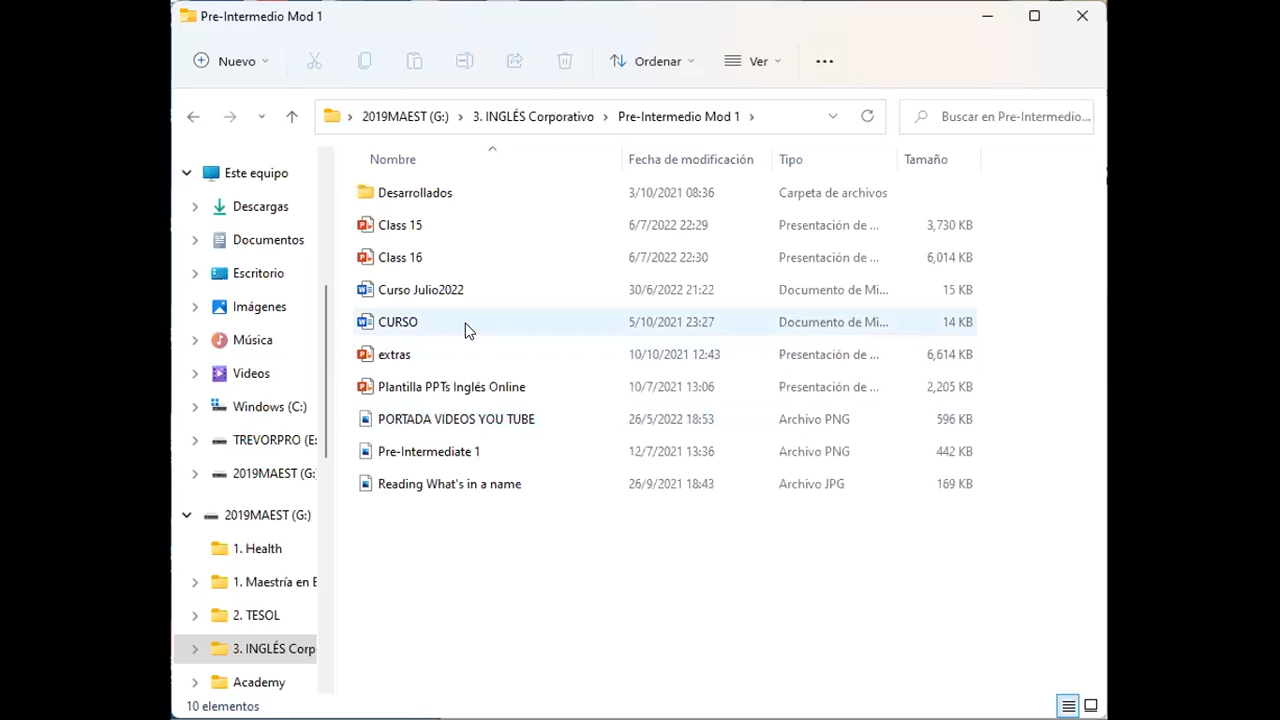 Pre-Intermedio Mod 1
Nuevo Ordenar Ver
2019MAEST (G:) 3. INGLÉS Corporativo Pre-Intermedio Mod 1 Buscar en Pre-Intermedio...
Nombre Fecha de modificación Tipo Tamaño
Este equipo
Descargas
Documentos
Escritorio
Imágenes
Música
Videos
Windows (C:)
TREVORPRO (E:
2019MAEST (G:
2019MAEST (G:)
1. Health
1. Maestría en E
2. TESOL
3. INGLÉS Corp
Academy
Desarrollados 3/10/2021 08:36 Carpeta de archivos
Class 15 6/7/2022 22:29 Presentación de ... 3,730 KB
Class 16 6/7/2022 22:30 Presentación de ... 6,014 KB
Curso Julio2022 30/6/2022 21:22 Documento de Mi... 15 KB
CURSO 5/10/2021 23:27 Documento de Mi... 14 KB
extras 10/10/2021 12:43 Presentación de ... 6,614 KB
Plantilla PPTs Inglés Online 10/7/2021 13:06 Presentación de ... 2,205 KB
PORTADA VIDEOS YOU TUBE 26/5/2022 18:53 Archivo PNG 596 KB
Pre-Intermediate 1 12/7/2021 13:36 Archivo PNG 442 KB
Reading What's in a name 26/9/2021 18:43 Archivo JPG 169 KB
10 elementos